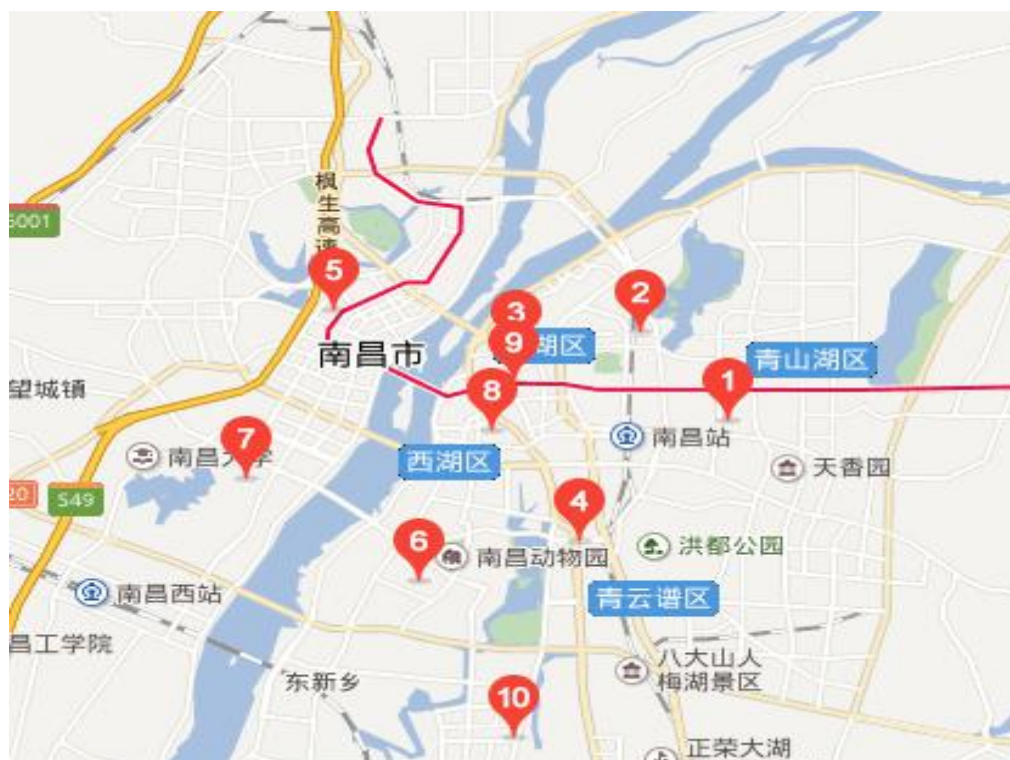 枫
生
高
速
S001
5
2
3
9
湖区
南昌市
1
青山湖区
望城镇
8
7
南昌大学
西湖区
南昌站
天香园
20
S49
4
6
南昌动物园
洪都公园
南昌西站
青云谱区
昌工学院
八大山人
梅湖景区
东新乡
10
正荣大湖